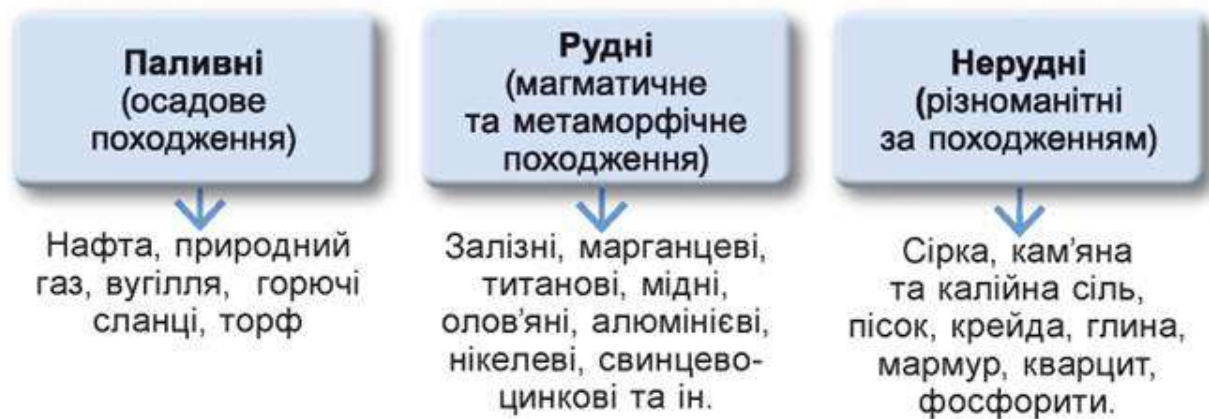 Паливні
(осадове
походження)
Нафта, природний
газ, вугілля, горючі
сланці, торф
Рудні
(магматичне
та метаморфічне
походження)
Залізні, марганцеві,
титанові, мідні,
олов’яні, алюмінієві,
нікелеві, свинцево-
цинкові та ін.
Нерудні
(різноманітні
за походженням)
Сірка, кам’яна
та калійна сіль,
пісок, крейда, глина,
мармур, кварцит,
фосфорити.